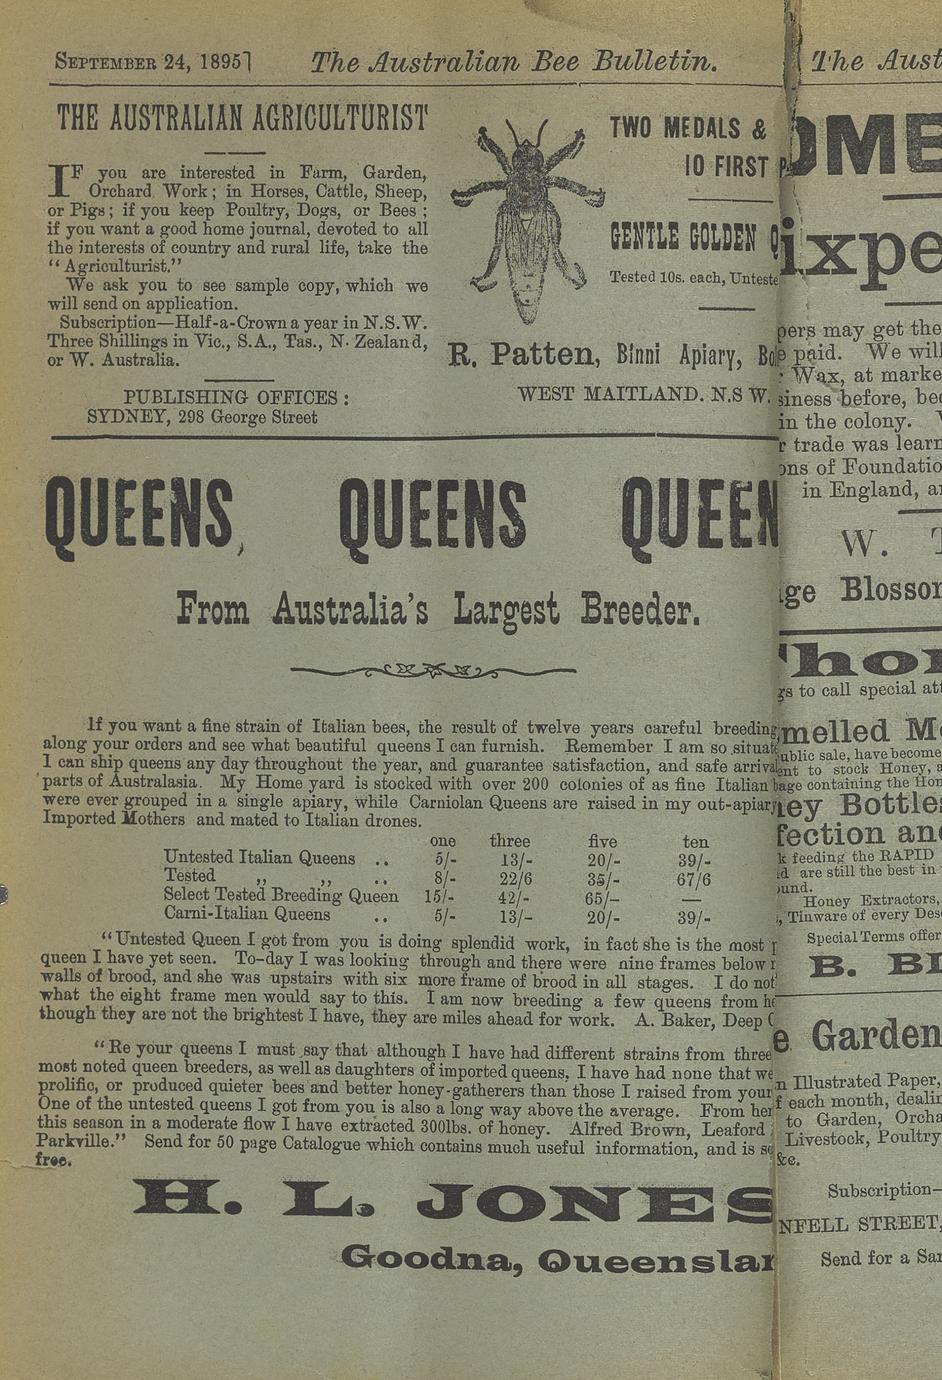 SEPTEMBER 24, 1895] The Australian Bee Bulletin.
THE AUSTRALIAN AGRICULTURIST
IF you are interested in Farm, Garden,
Orchard Work; in Horses, Cattle, Sheep,
or Pigs; if you keep Poultry, Dogs, or Bees;
if you want a good home journal, devoted to all
the interests of country and rural life, take the
"Agriculturist."
We ask you to see sample copy, which we
will send on application.
Subscription—Half-a-Crown a year in N.S.W.
Three Shillings in Vic., S.A., Tas., N. Zealand,
or W. Australia.
PUBLISHING OFFICES:
SYDNEY, 298 George Street
TWO MEDALS &
10 FIRST
GENTLE GOLDEN
Tested 10s. each,
R. Patten, Binni Apiary,
WEST MAITLAND. N.S W.
QUEENS, QUEENS QUEEN
From Australia's Largest Breeder.
If you want a fine strain of Italian bees, the result of twelve years careful breeding
along your orders and see what beautiful queens I can furnish. Remember I am so
I can ship queens any day throughout the year, and guarantee satisfaction, and safe
parts of Australasia. My Home yard is stocked with over 200 colonies of as fine Italian
were ever grouped in a single apiary, while Carniolan Queens are raised in my
Imported Mothers and mated to Italian drones.
one three five ten
Untested Italian Queens .. 5/- 13/- 20/- 39/-
Tested ,, ,, .. 8/- 22/6 35/- 67/6
Select Tested Breeding Queen 15/- 42/- 65/- —
Carni-Italian Queens .. 5/- 13/- 20/- 39/-
"Untested Queen I got from you is doing splendid work, in fact she is the most
queen I have yet seen. To-day I was looking through and there were nine frames below
walls of brood, and she was upstairs with six more frame of brood in all stages. I do not
what the eight frame men would say to this. I am now breeding a few queens from
though they are not the brightest I have, they are miles ahead for work. A. Baker, Deep
"Re your queens I must say that although I have had different strains from three
most noted queen breeders, as well as daughters of imported queens, I have had none that
prolific, or produced quieter bees and better honey-gatherers than those I raised from
One of the untested queens I got from you is also a long way above the average. From
this season in a moderate flow I have extracted 300lbs. of honey. Alfred Brown, Leaford
Parkville." Send for 50 page Catalogue which contains much useful information, and is
free.
H. L. JONES
Goodna,
The Aust
OMB
ixpe
pers may get the
paid. We will
Wax, at marke
siness before, bec
in the colony.
r trade was learn
ons of Foundatio
in England,
W.
ge Blossom
hor
gs to call special att
melled
ublic sale, have become
ent to stock Honey,
age containing the
ey Bottles
fection and
k feeding the RAPID
are still the best in
ound.
Honey Extractors,
Tinware of every Des
Special Terms offer
B.
e Garden
n Illustrated Paper,
f each month, dealin
to Garden, Orcha
Livestock, Poultry
&c.
Subscription—
NFELL STREET,
Send for a